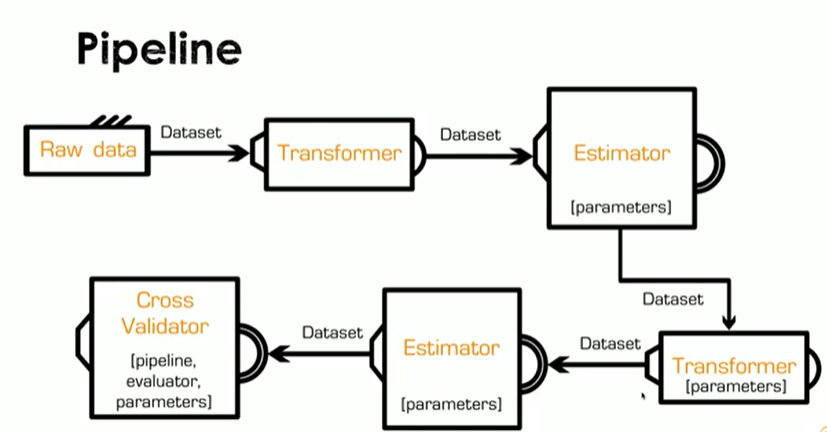 Pipeline
Raw data
Dataset
Transformer
Dataset
Estimator
[parameters]
Dataset
Transformer
[parameters]
Dataset
Estimator
[parameters]
Dataset
Cross
Validator
[pipeline,
evaluator,
parameters]